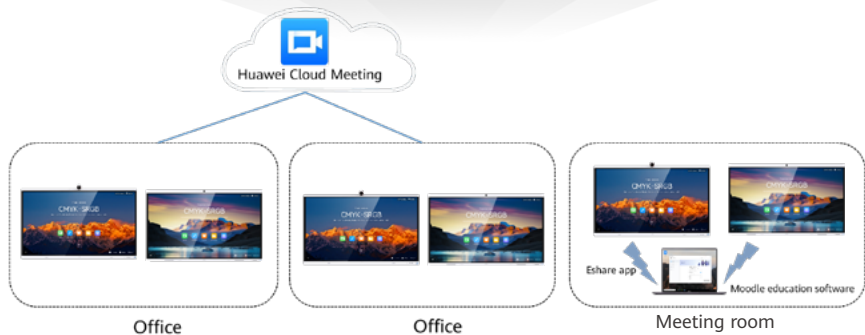 Huawei Cloud Meeting
CMYK-SRGB
CMYK-SRGB
CMYK-SRGB
CMYK-SRGB
CMYK-SRGB
CMYK-SRGB
Eshare app
Moodle education software
Office
Office
Meeting room